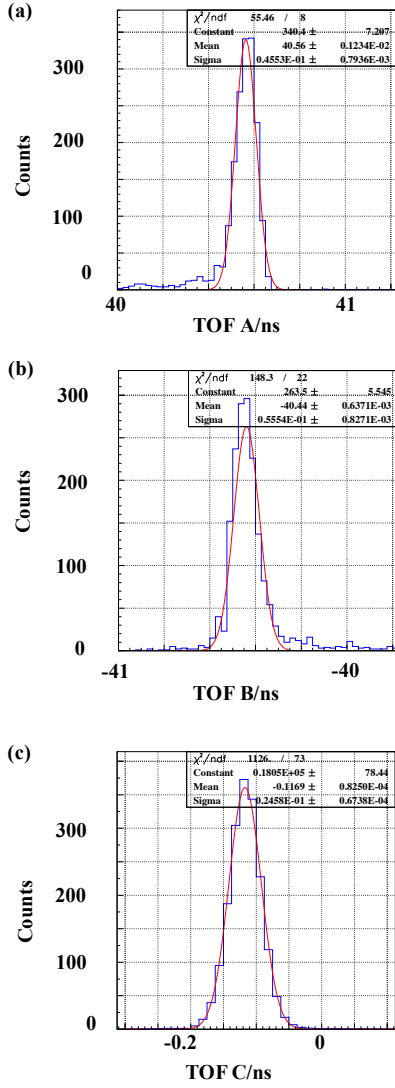 (a)
χ²/ndf 55.46 / 8
Constant 340.4 ± 7.207
Mean 40.56 ± 0.1234E-02
Sigma 0.4553E-01 ± 0.7936E-03
300
200
100
0
Counts
40 41
TOF A/ns
(b)
χ²/ndf 148.3 / 22
Constant 263.5 ± 5.545
Mean -40.44 ± 0.6371E-03
Sigma 0.5554E-01 ± 0.8271E-03
300
200
100
0
Counts
-41 -40
TOF B/ns
(c)
χ²/ndf 1126. / 73
Constant 0.1805E+05 ± 78.44
Mean -0.1169 ± 0.8250E-04
Sigma 0.2458E-01 ± 0.6738E-04
300
200
100
0
Counts
-0.2 0
TOF C/ns